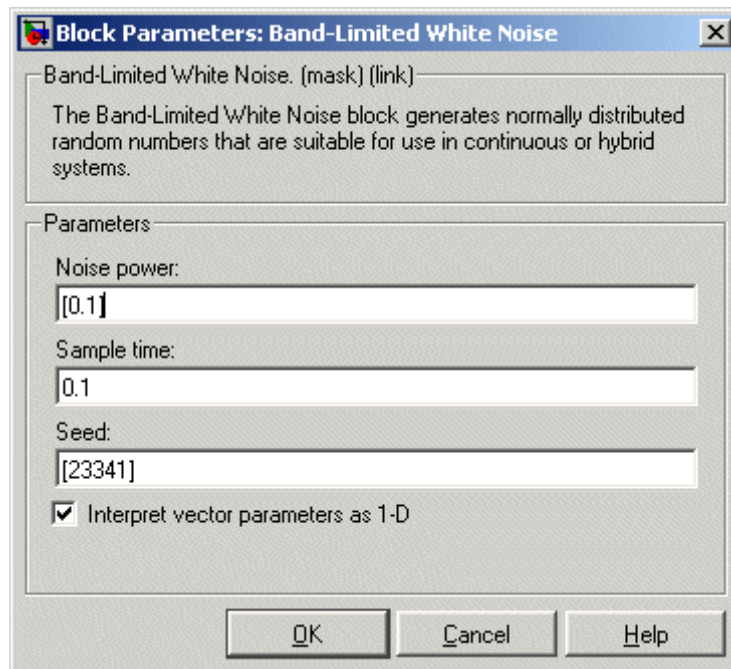 Block Parameters: Band-Limited White Noise
Band-Limited White Noise. (mask) (link)
The Band-Limited White Noise block generates normally distributed
random numbers that are suitable for use in continuous or hybrid
systems.
Parameters
Noise power:
[0.1]
Sample time:
0.1
Seed:
[23341]
Interpret vector parameters as 1-D
OK Cancel Help